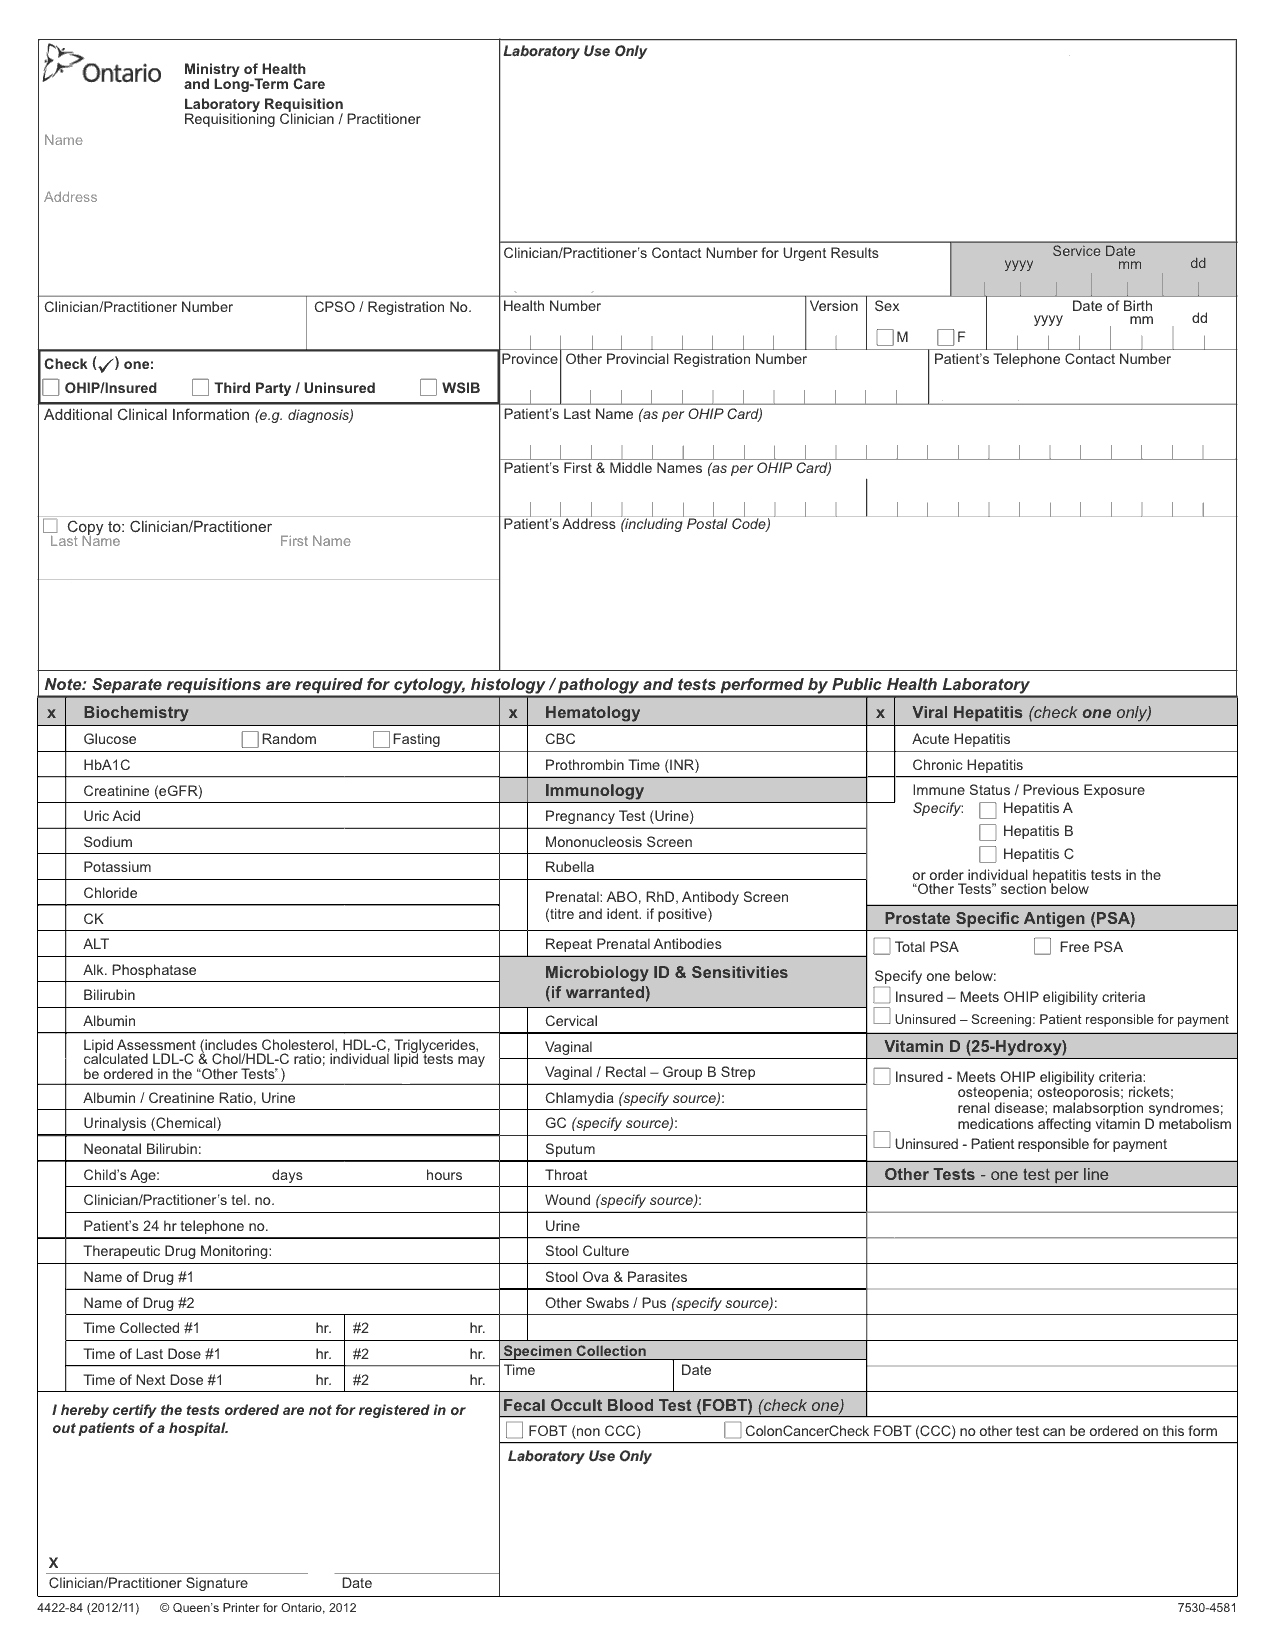 Ontario
Ministry of Health
and Long-Term Care
Laboratory Requisition
Requisitioning Clinician / Practitioner
Name
Address
Laboratory Use Only
Clinician/Practitioner's Contact Number for Urgent Results
Service Date
yyyy mm dd
Clinician/Practitioner Number
CPSO / Registration No.
Health Number
Version
Sex
M F
Date of Birth
yyyy mm dd
Check (✓) one:
OHIP/Insured Third Party / Uninsured WSIB
Province
Other Provincial Registration Number
Patient's Telephone Contact Number
Additional Clinical Information (e.g. diagnosis)
Patient's Last Name (as per OHIP Card)
Patient's First & Middle Names (as per OHIP Card)
Copy to: Clinician/Practitioner
Last Name First Name
Patient's Address (including Postal Code)
Note: Separate requisitions are required for cytology, histology / pathology and tests performed by Public Health Laboratory
x Biochemistry
Glucose Random Fasting
HbA1C
Creatinine (eGFR)
Uric Acid
Sodium
Potassium
Chloride
CK
ALT
Alk. Phosphatase
Bilirubin
Albumin
Lipid Assessment (includes Cholesterol, HDL-C, Triglycerides,
calculated LDL-C & Chol/HDL-C ratio; individual lipid tests may
be ordered in the "Other Tests")
Albumin / Creatinine Ratio, Urine
Urinalysis (Chemical)
Neonatal Bilirubin:
Child's Age: days hours
Clinician/Practitioner's tel. no.
Patient's 24 hr telephone no.
Therapeutic Drug Monitoring:
Name of Drug #1
Name of Drug #2
Time Collected #1 hr. #2 hr.
Time of Last Dose #1 hr. #2 hr.
Time of Next Dose #1 hr. #2 hr.
x Hematology
CBC
Prothrombin Time (INR)
Immunology
Pregnancy Test (Urine)
Mononucleosis Screen
Rubella
Prenatal: ABO, RhD, Antibody Screen
(titre and ident. if positive)
Repeat Prenatal Antibodies
Microbiology ID & Sensitivities
(if warranted)
Cervical
Vaginal
Vaginal / Rectal – Group B Strep
Chlamydia (specify source):
GC (specify source):
Sputum
Throat
Wound (specify source):
Urine
Stool Culture
Stool Ova & Parasites
Other Swabs / Pus (specify source):
Specimen Collection
Time Date
x Viral Hepatitis (check one only)
Acute Hepatitis
Chronic Hepatitis
Immune Status / Previous Exposure
Specify: Hepatitis A
Hepatitis B
Hepatitis C
or order individual hepatitis tests in the
"Other Tests" section below
Prostate Specific Antigen (PSA)
Total PSA Free PSA
Specify one below:
Insured – Meets OHIP eligibility criteria
Uninsured – Screening: Patient responsible for payment
Vitamin D (25-Hydroxy)
Insured - Meets OHIP eligibility criteria:
osteopenia; osteoporosis; rickets;
renal disease; malabsorption syndromes;
medications affecting vitamin D metabolism
Uninsured - Patient responsible for payment
Other Tests - one test per line
Fecal Occult Blood Test (FOBT) (check one)
FOBT (non CCC) ColonCancerCheck FOBT (CCC) no other test can be ordered on this form
Laboratory Use Only
I hereby certify the tests ordered are not for registered in or
out patients of a hospital.
X
Clinician/Practitioner Signature Date
4422-84 (2012/11) © Queen's Printer for Ontario, 2012 7530-4581